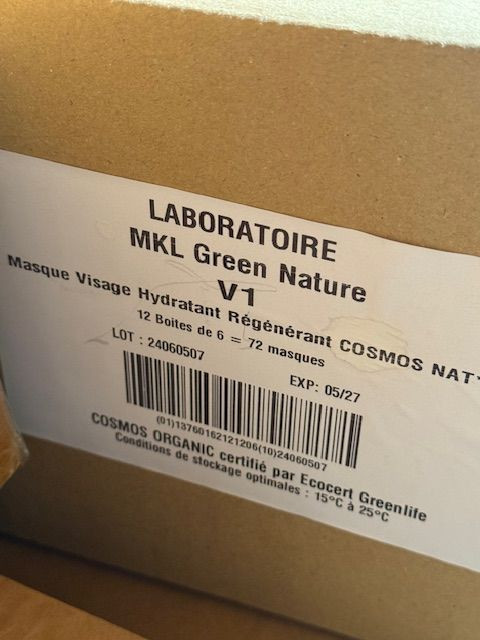 LABORATOIRE
MKL Green Nature
V1
Masque Visage Hydratant Régénérant COSMOS NAT*
12 Boites de 6 = 72 masques
LOT : 24060507
EXP: 05/27
(01)13760162121206(10)24060507
COSMOS ORGANIC certifié par Ecocert Greenlife
Conditions de stockage optimales : 15°C à 25°C